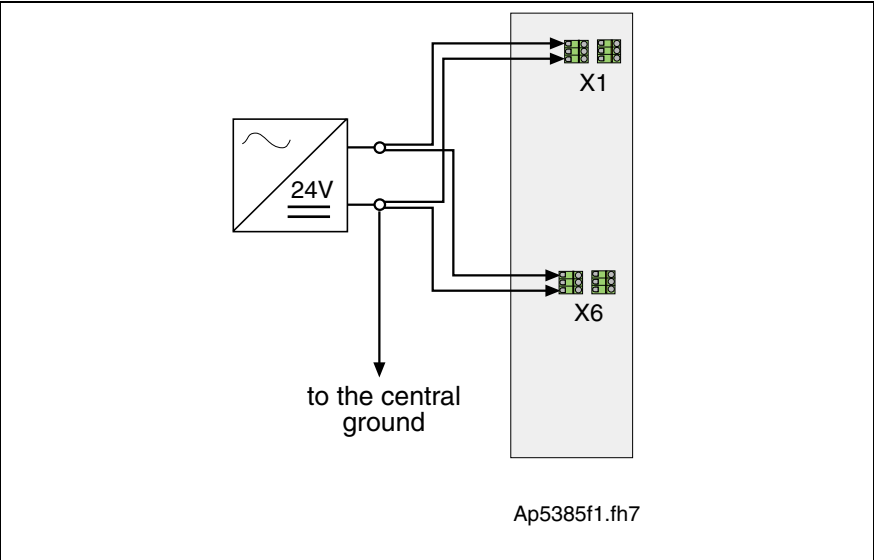 X1
24V
X6
to the central
ground
Ap5385f1.fh7